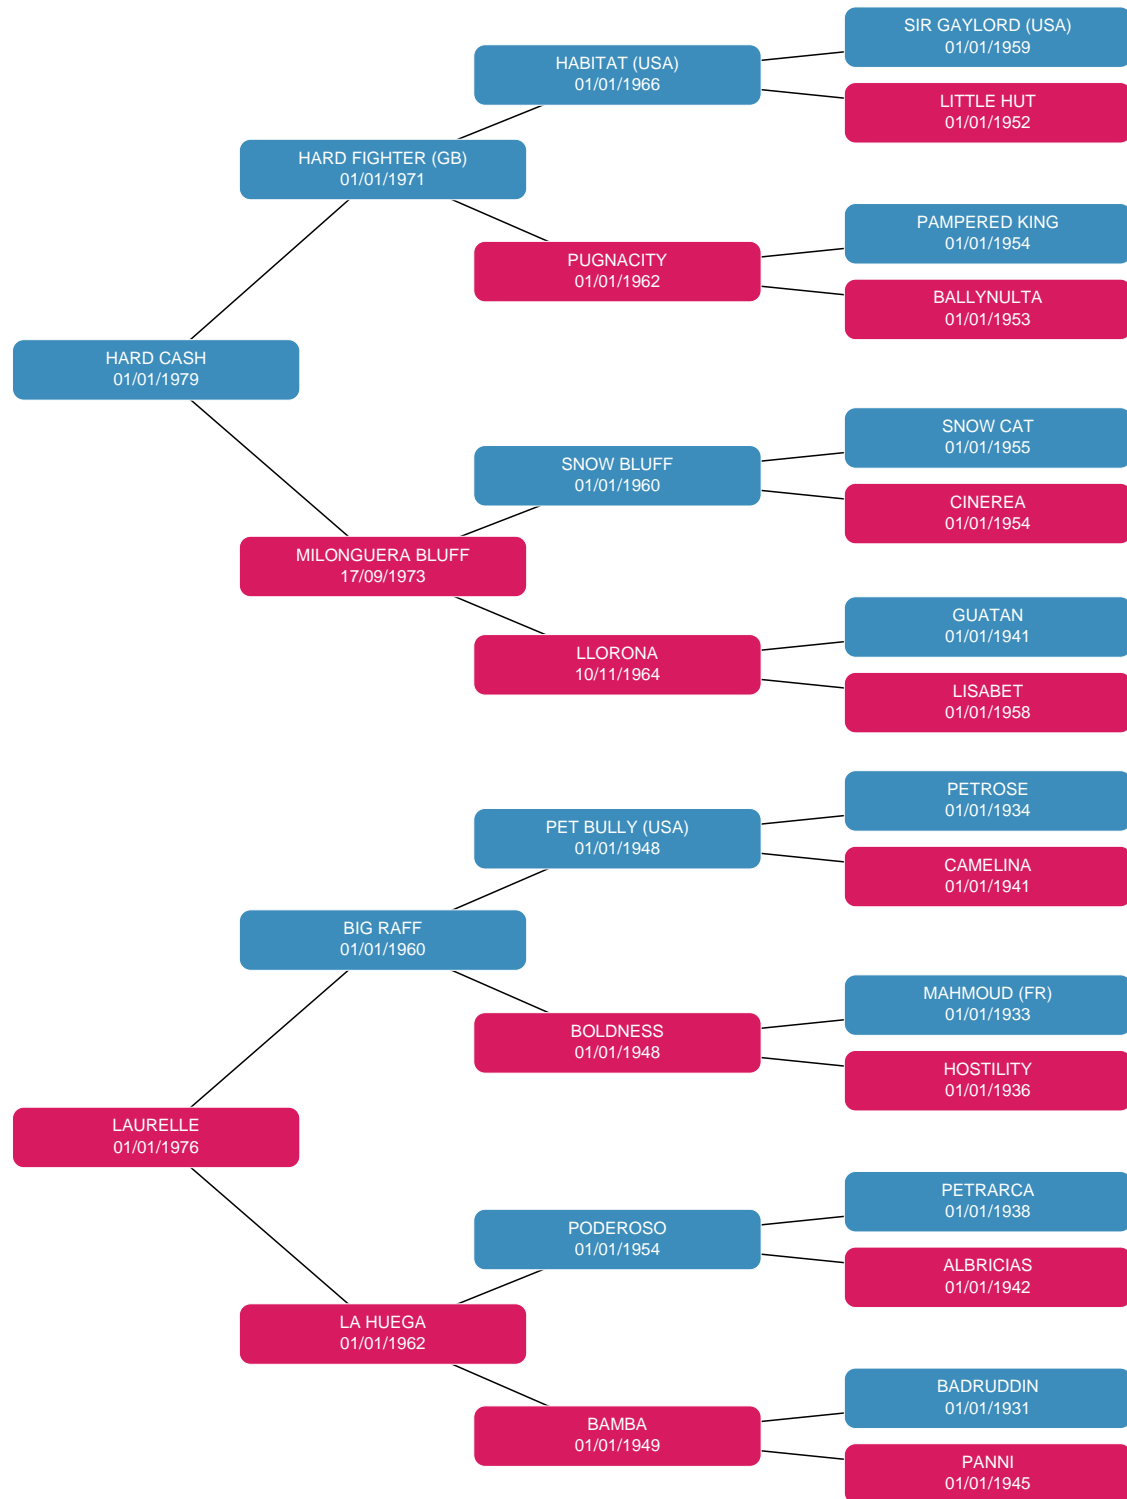 SIR GAYLORD (USA)
01/01/1959
HABITAT (USA)
01/01/1966
LITTLE HUT
01/01/1952
HARD FIGHTER (GB)
01/01/1971
PAMPERED KING
01/01/1954
PUGNACITY
01/01/1962
BALLYNULTA
01/01/1953
HARD CASH
01/01/1979
SNOW CAT
01/01/1955
SNOW BLUFF
01/01/1960
CINEREA
01/01/1954
MILONGUERA BLUFF
17/09/1973
GUATAN
01/01/1941
LLORONA
10/11/1964
LISABET
01/01/1958
PETROSE
01/01/1934
PET BULLY (USA)
01/01/1948
CAMELINA
01/01/1941
BIG RAFF
01/01/1960
MAHMOUD (FR)
01/01/1933
BOLDNESS
01/01/1948
HOSTILITY
01/01/1936
LAURELLE
01/01/1976
PETRARCA
01/01/1938
PODEROSO
01/01/1954
ALBRICIAS
01/01/1942
LA HUEGA
01/01/1962
BADRUDDIN
01/01/1931
BAMBA
01/01/1949
PANNI
01/01/1945